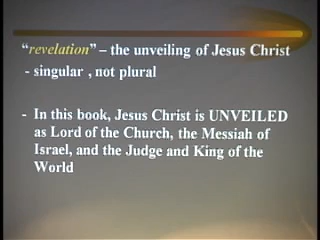 “revelation” – the unveiling of Jesus Christ
- singular , not plural
- In this book, Jesus Christ is UNVEILED
as Lord of the Church, the Messiah of
Israel, and the Judge and King of the
World